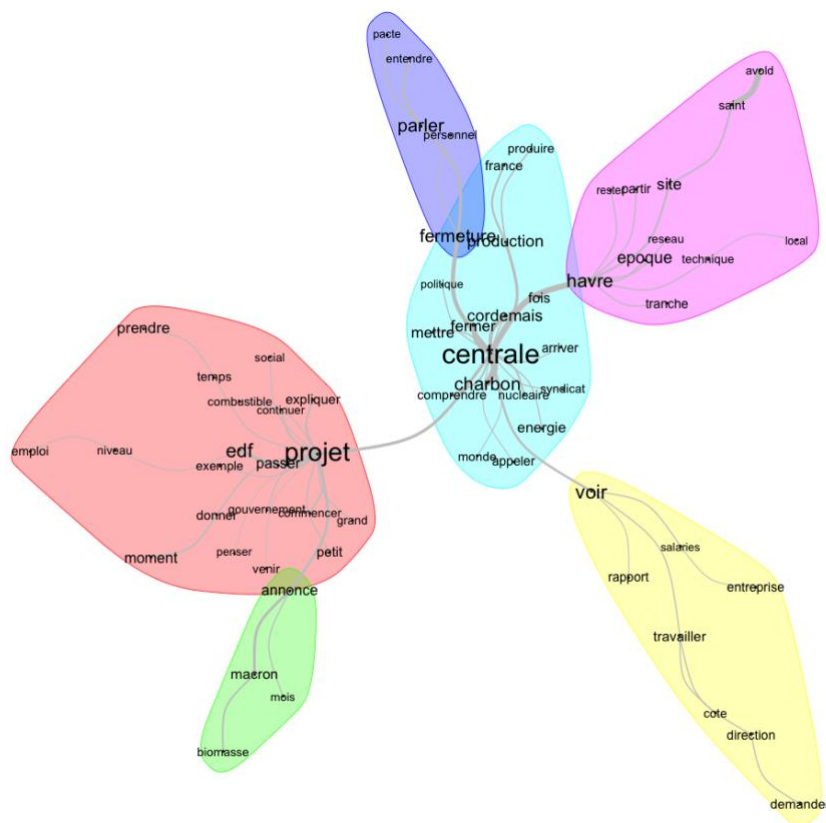 pacte
entendre
parler
personnel
fermeture
produire
france
production
politique
fois
cordemais
mettre
fermer
centrale
arriver
charbon
comprendre
nucleaire
syndicat
energie
monde
appeler
avold
saint
rester
partir
site
reseau
local
epoque
technique
havre
tranche
prendre
social
temps
combustible
expliquer
continuer
emploi
niveau
edf
projet
exemple
passer
donner
gouvernement
commencer
grand
moment
penser
petit
venir
annonce
macron
mois
biomasse
voir
salaries
rapport
entreprise
travailler
cote
direction
demander